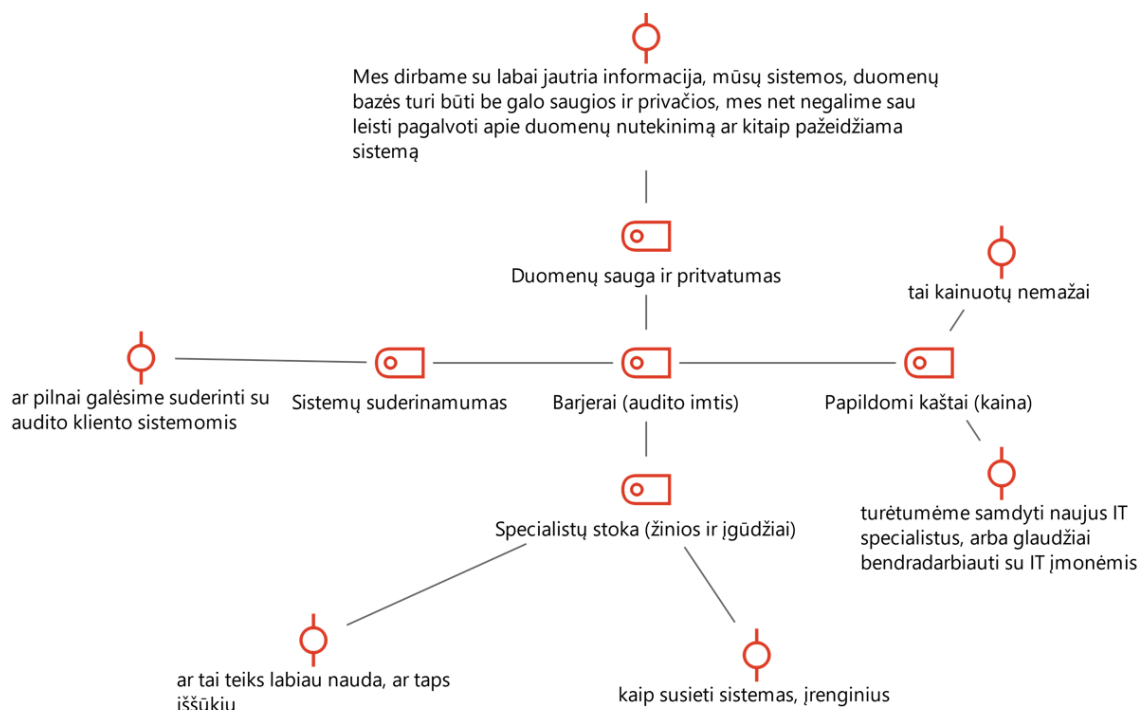 Mes dirbame su labai jautria informacija, mūsų sistemos, duomenų
bazės turi būti be galo saugios ir privačios, mes net negalime sau
leisti pagalvoti apie duomenų nutekinimą ar kitaip pažeidžiama
sistemą
Duomenų sauga ir pritvatumas
tai kainuotų nemažai
ar pilnai galėsime suderinti su
audito kliento sistemomis
Sistemų suderinamumas
Barjerai (audito imtis)
Papildomi kaštai (kaina)
turėtumėme samdyti naujus IT
specialistus, arba glaudžiai
bendradarbiauti su IT įmonėmis
Specialistų stoka (žinios ir įgūdžiai)
ar tai teiks labiau nauda, ar taps
iššūkiu
kaip susieti sistemas, įrenginius